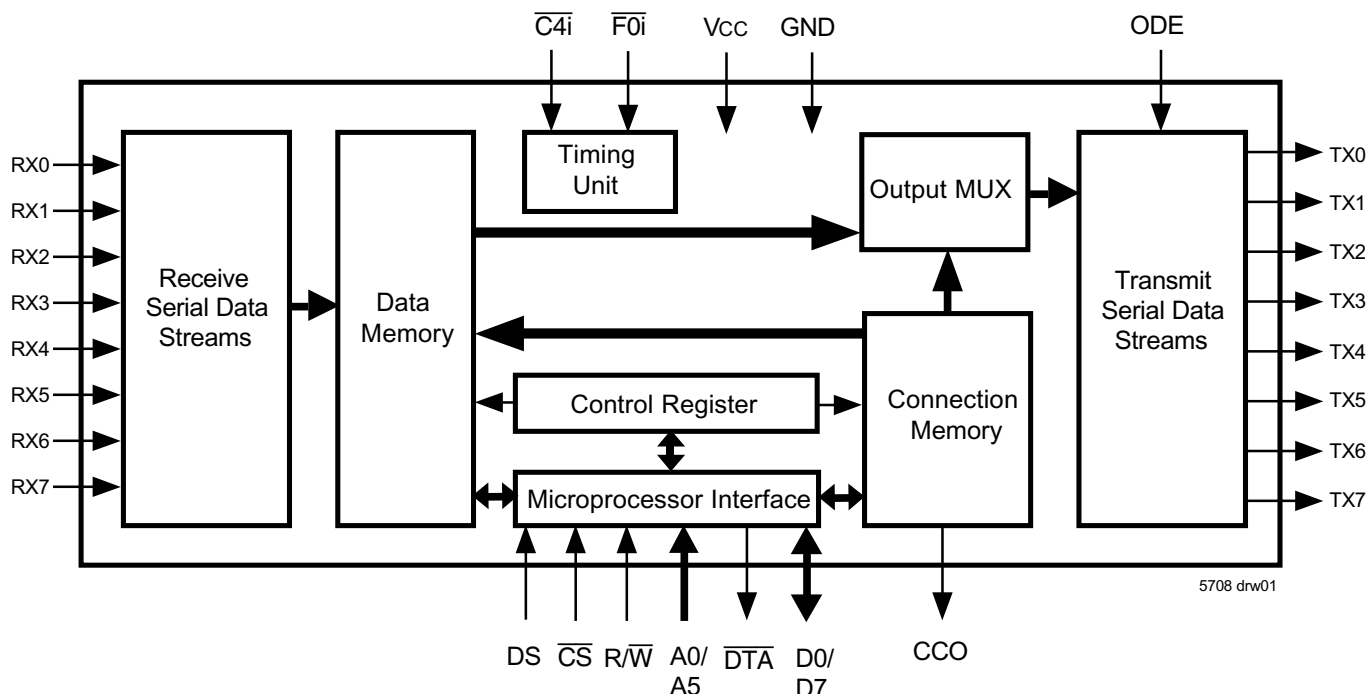 C4i F0i VCC GND ODE
RX0
RX1
RX2
RX3
RX4
RX5
RX6
RX7
Receive
Serial Data
Streams
Data
Memory
Timing
Unit
Output MUX
Control Register
Microprocessor Interface
Connection
Memory
Transmit
Serial Data
Streams
TX0
TX1
TX2
TX3
TX4
TX5
TX6
TX7
5708 drw01
DS CS R/W A0/ DTA D0/ CCO
A5 D7